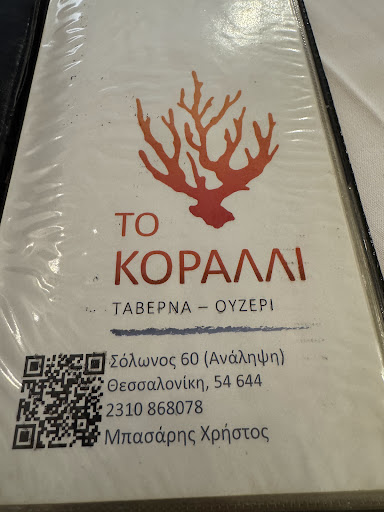 ΤΟ
ΚΟΡΑΛΛΙ
ΤΑΒΕΡΝΑ – ΟΥΖΕΡΙ
Σόλωνος 60 (Ανάληψη)
Θεσσαλονίκη, 54 644
2310 868078
Μπασάρης Χρήστος